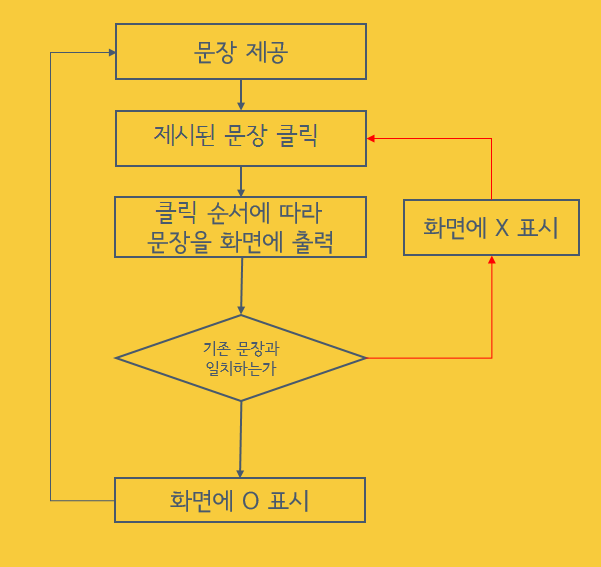 문장 제공
제시된 문장 클릭
클릭 순서에 따라
문장을 화면에 출력
화면에 X 표시
기존 문장과
일치하는가
화면에 O 표시